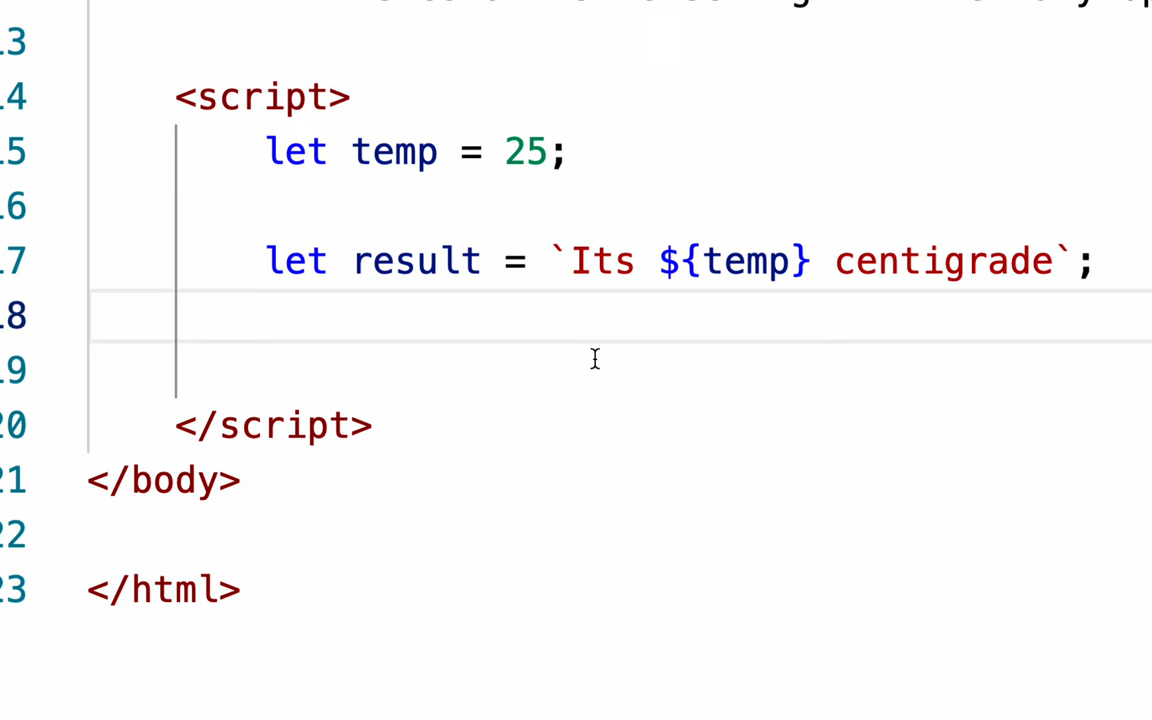 13
14 <script>
15 let temp = 25;
16
17 let result = `Its ${temp} centigrade`;
18
19
20 </script>
21 </body>
22
23 </html>